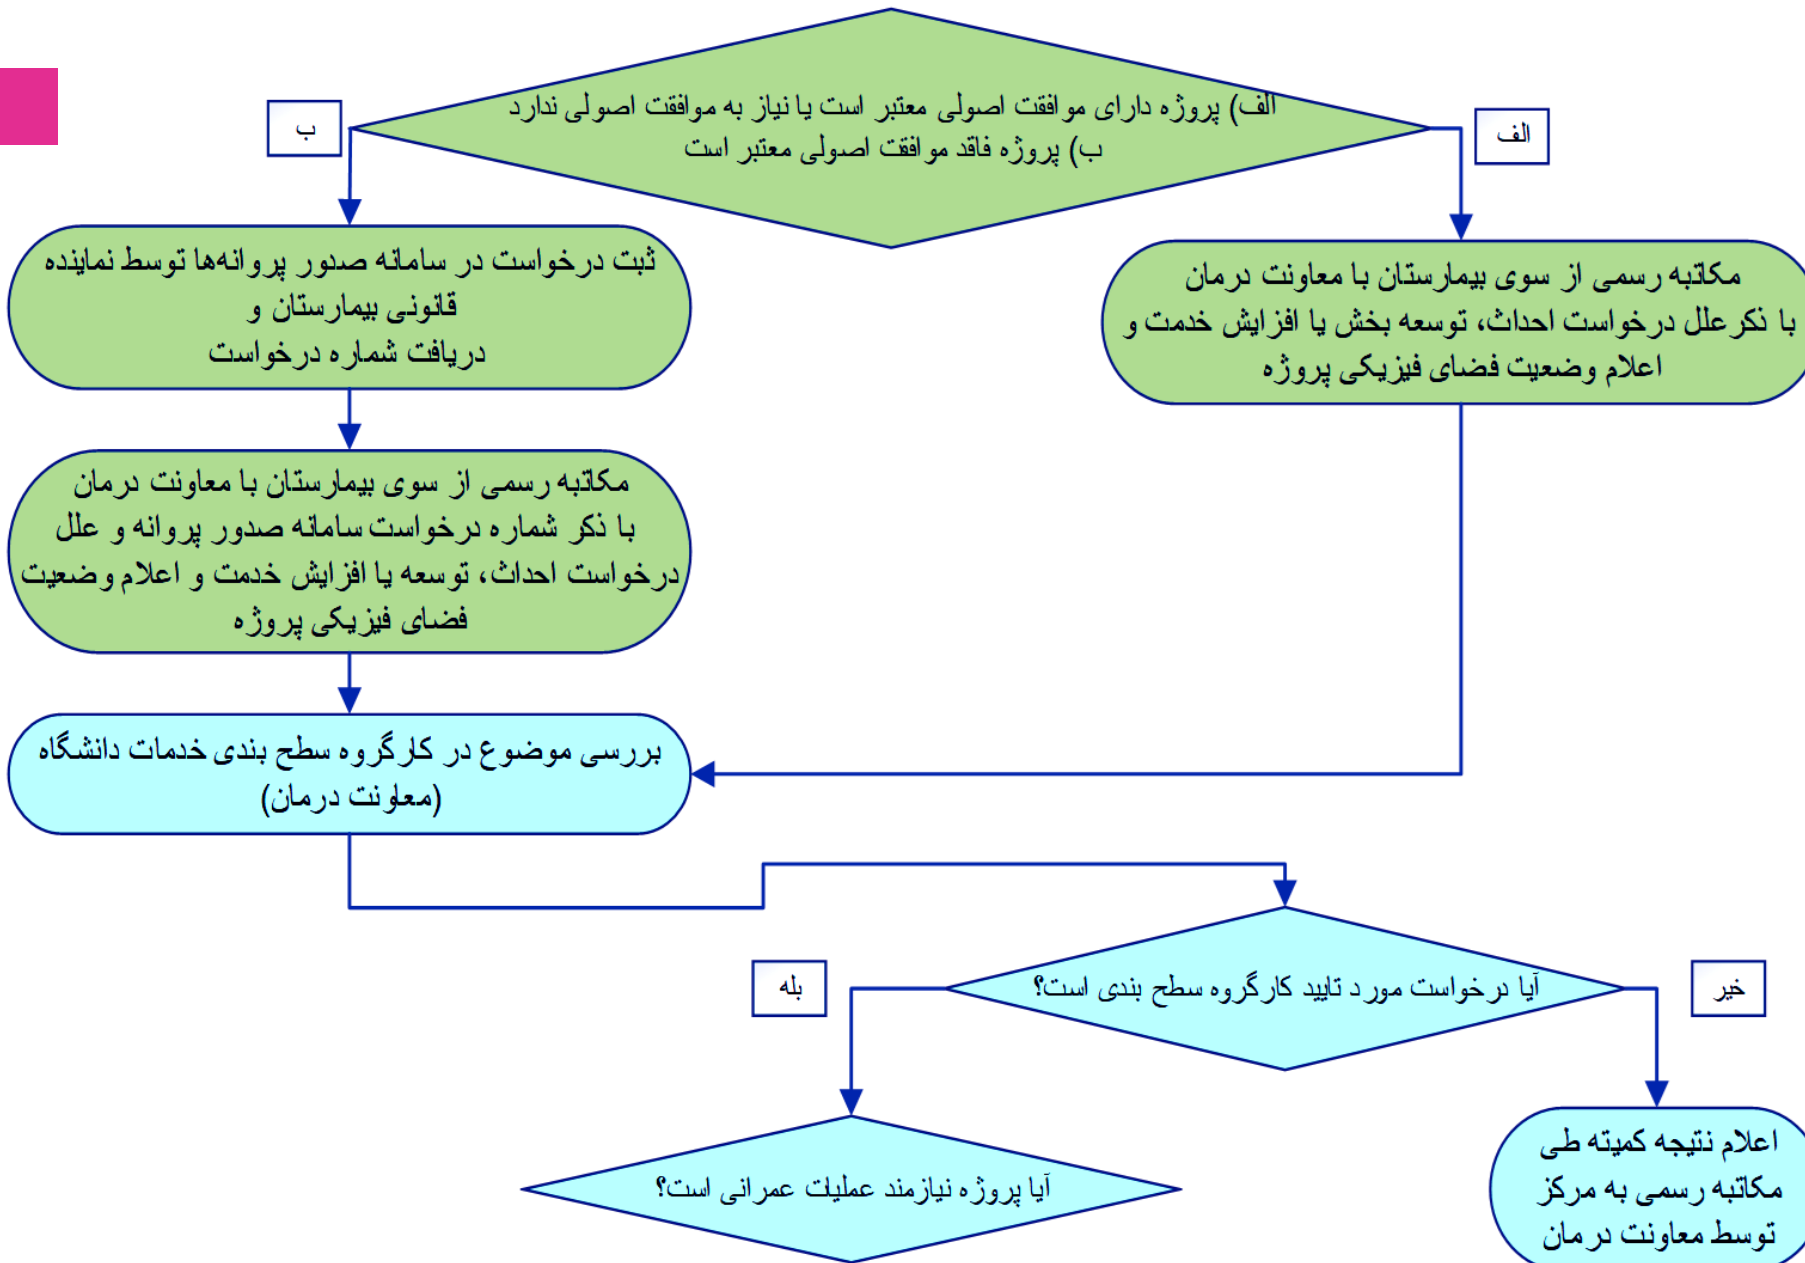 الف) پروژه دارای موافقت اصولی معتبر است یا نیاز به موافقت اصولی ندارد
ب) پروژه فاقد موافقت اصولی معتبر است
الف
ب
مکاتبه رسمی از سوی بیمارستان با معاونت درمان
با ذکرعلل درخواست احداث، توسعه بخش یا افزایش خدمت و
اعلام وضعیت فضای فیزیکی پروژه
ثبت درخواست در سامانه صدور پروانه‌ها توسط نماینده
قانونی بیمارستان و
دریافت شماره درخواست
مکاتبه رسمی از سوی بیمارستان با معاونت درمان
با ذکر شماره درخواست سامانه صدور پروانه و علل
درخواست احداث، توسعه یا افزایش خدمت و اعلام وضعیت
فضای فیزیکی پروژه
بررسی موضوع در کارگروه سطح بندی خدمات دانشگاه
(معاونت درمان)
آیا درخواست مورد تایید کارگروه سطح بندی است؟
خیر
بله
اعلام نتیجه کمیته طی
مکاتبه رسمی به مرکز
توسط معاونت درمان
آیا پروژه نیازمند عملیات عمرانی است؟